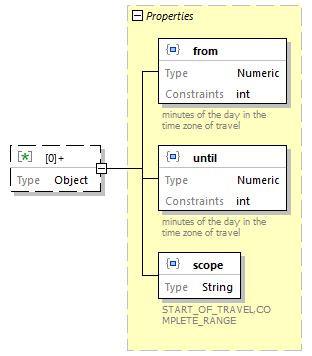 Properties
from
Type Numeric
Constraints int
minutes of the day in the
time zone of travel
[0]+
Type Object
until
Type Numeric
Constraints int
minutes of the day in the
time zone of travel
scope
Type String
START_OF_TRAVEL,CO
MPLETE_RANGE